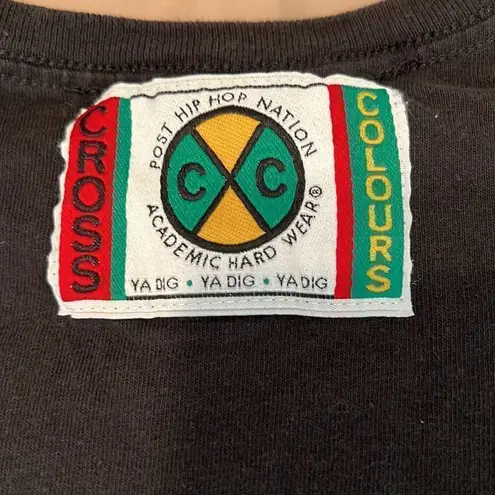 CROSS
POST HIP HOP NATION
C C
ACADEMIC HARD WEAR®
YA DIG • YA DIG • YA DIG
COLOURS